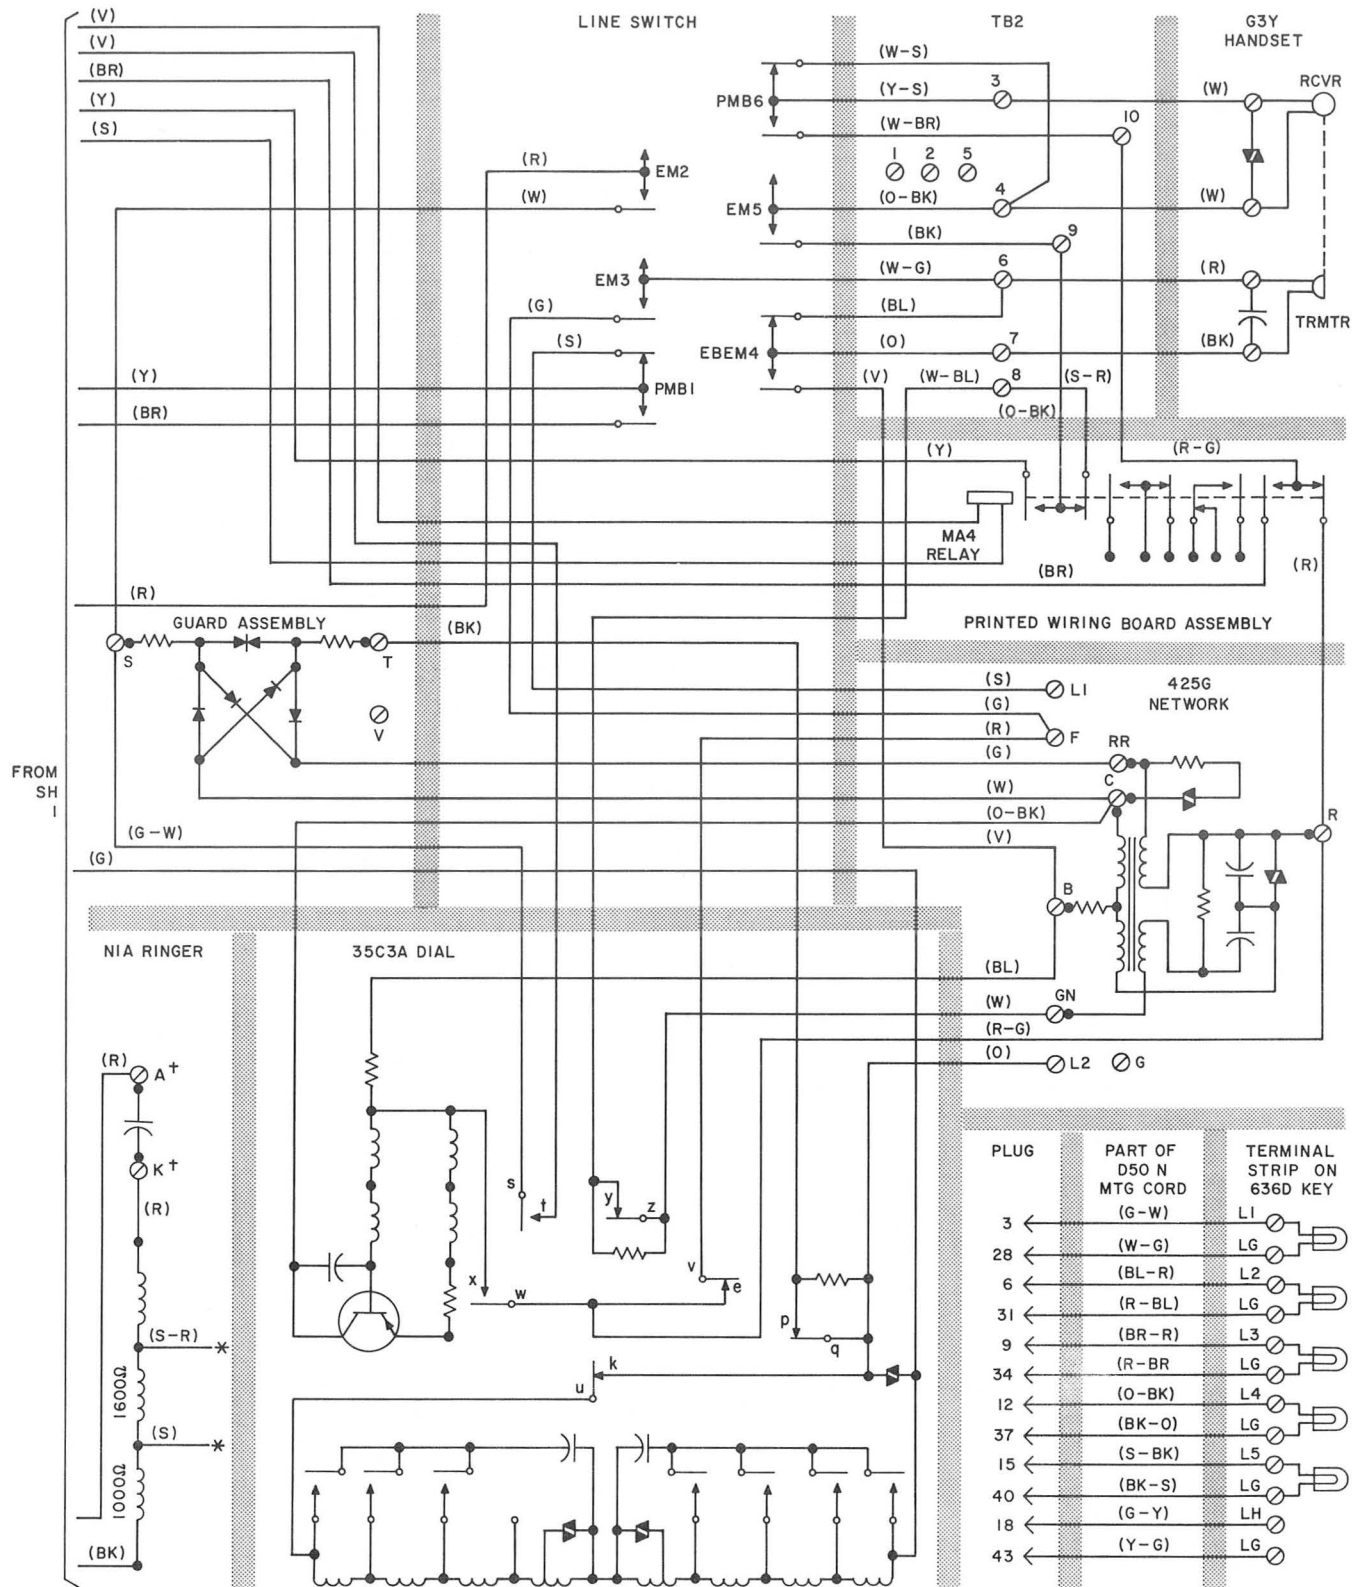 LINE SWITCH
TB2
G3Y
HANDSET
(V)
(V)
(BR)
(Y)
(S)
(W-S)
PMB6
(Y-S)
3
(W)
RCVR
(W-BR)
10
1
2
5
(R)
EM2
(W)
EM5
(O-BK)
4
(W)
(BK)
9
EM3
(W-G)
6
(R)
(G)
(BL)
TRMTR
(S)
EBEM4
(O)
7
(BK)
(Y)
PMB1
(V)
(W-BL)
8
(S-R)
(BR)
(O-BK)
(Y)
(R-G)
MA4
RELAY
(BR)
(R)
(R)
GUARD ASSEMBLY
(BK)
PRINTED WIRING BOARD ASSEMBLY
S
T
V
(S)
L1
425G
NETWORK
(G)
(R)
F
RR
(G)
C
(W)
(O-BK)
R
(V)
FROM
SH
1
(G-W)
(G)
B
N1A RINGER
35C3A DIAL
(BL)
(W)
GN
(R-G)
(O)
L2
G
(R)
A†
K†
(R)
s
t
y
z
v
e
x
w
p
q
k
u
(S-R)
*
1600Ω
(S)
*
1000Ω
(BK)
PLUG
PART OF
D50 N
MTG CORD
TERMINAL
STRIP ON
636D KEY
3 (G-W) L1
28 (W-G) LG
6 (BL-R) L2
31 (R-BL) LG
9 (BR-R) L3
34 (R-BR LG
12 (O-BK) L4
37 (BK-O) LG
15 (S-BK) L5
40 (BK-S) LG
18 (G-Y) LH
43 (Y-G) LG